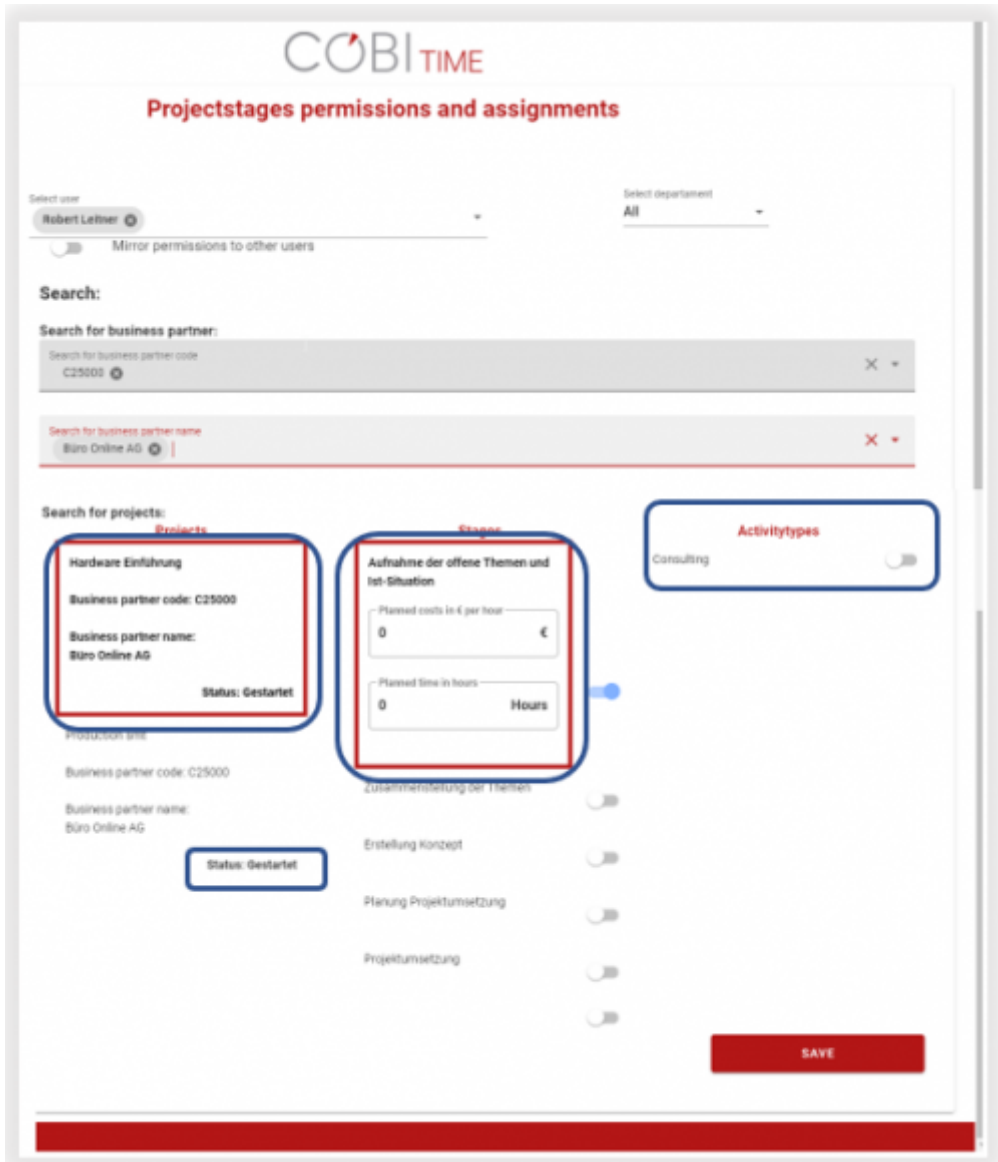 COBI TIME
Projectstages permissions and assignments
Select user
Robert Leitner
Select departament
All
Mirror permissions to other users
Search:
Search for business partner:
Search for business partner code
C25000
Search for business partner name
Büro Online AG
Search for projects:
Projects
Hardware Einführung
Business partner code: C25000
Business partner name:
Büro Online AG
Status: Gestartet
Production
Business partner code: C25000
Business partner name:
Büro Online AG
Status: Gestartet
Stages
Aufnahme der offene Themen und
Ist-Situation
Planned costs in € per hour
0 €
Planned time in hours
0 Hours
Zusammenstellung der Themen
Erstellung Konzept
Planung Projektumsetzung
Projektumsetzung
Activitytypes
Consulting
SAVE